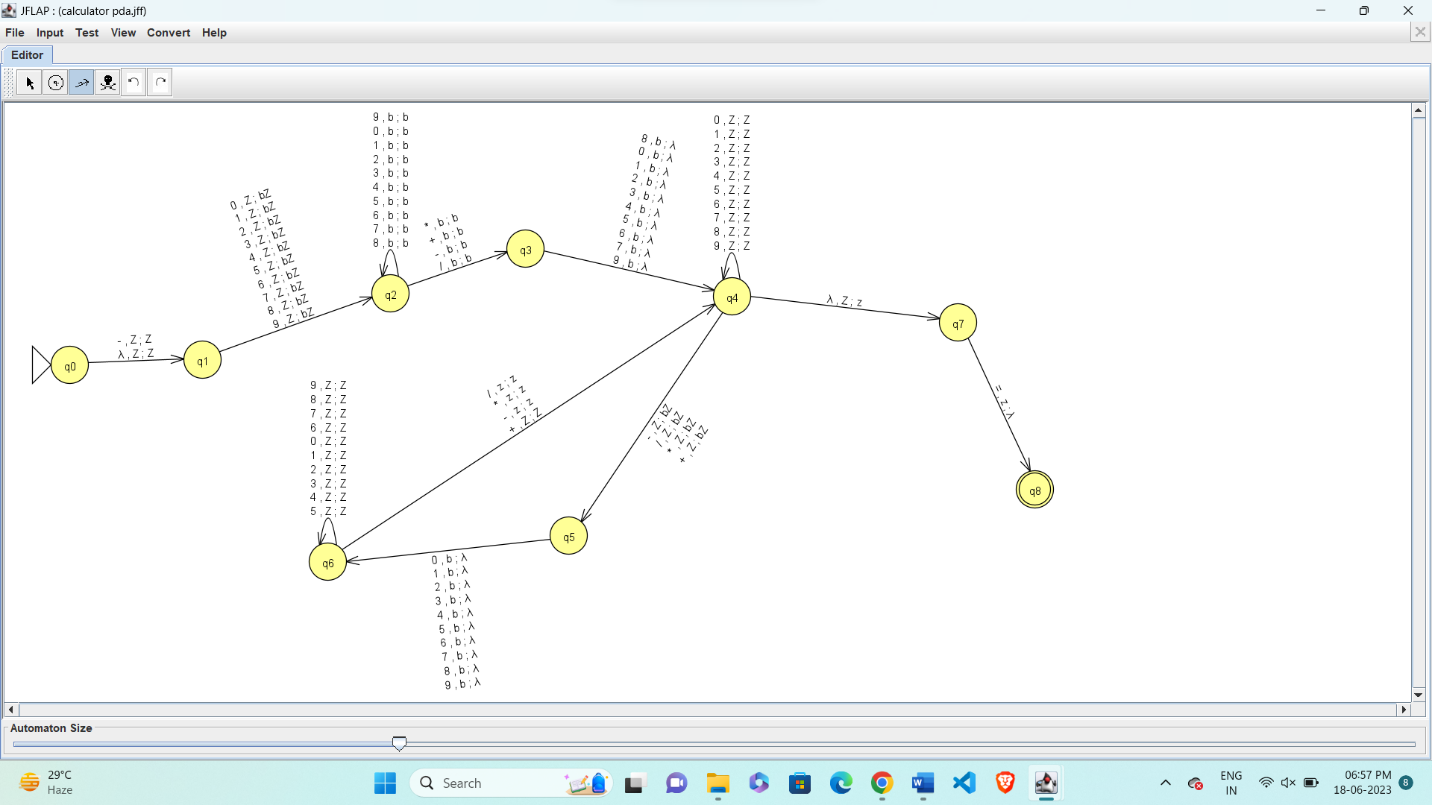 JFLAP : (calculator pda.jff)
File Input Test View Convert Help
Editor
9 , b ; b
0 , b ; b
1 , b ; b
2 , b ; b
3 , b ; b
4 , b ; b
5 , b ; b
6 , b ; b
7 , b ; b
8 , b ; b
8 , b ; λ
0 , b ; λ
1 , b ; λ
2 , b ; λ
3 , b ; λ
4 , b ; λ
5 , b ; λ
6 , b ; λ
7 , b ; λ
9 , b ; λ
0 , Z ; Z
1 , Z ; Z
2 , Z ; Z
3 , Z ; Z
4 , Z ; Z
5 , Z ; Z
6 , Z ; Z
7 , Z ; Z
8 , Z ; Z
9 , Z ; Z
0 , Z ; bZ
1 , Z ; bZ
2 , Z ; bZ
3 , Z ; bZ
4 , Z ; bZ
5 , Z ; bZ
6 , Z ; bZ
7 , Z ; bZ
8 , Z ; bZ
9 , Z ; bZ
* , b ; b
+ , b ; b
- , b ; b
/ , b ; b
q3
q2
q4
λ , Z ; z
q7
- , Z ; Z
λ , Z ; Z
q0
q1
9 , Z ; Z
8 , Z ; Z
7 , Z ; Z
6 , Z ; Z
0 , Z ; Z
1 , Z ; Z
2 , Z ; Z
3 , Z ; Z
4 , Z ; Z
5 , Z ; Z
/ , z ; z
* , z ; z
- , z ; z
+ , Z ; Z
- , Z ; bZ
/ , Z ; bZ
* , Z ; bZ
+ , Z ; bZ
= , z ; λ
q8
q5
q6
0 , b ; λ
1 , b ; λ
2 , b ; λ
3 , b ; λ
4 , b ; λ
5 , b ; λ
6 , b ; λ
7 , b ; λ
8 , b ; λ
9 , b ; λ
Automaton Size
29°C
Haze
Search
ENG
IN
06:57 PM
18-06-2023
8